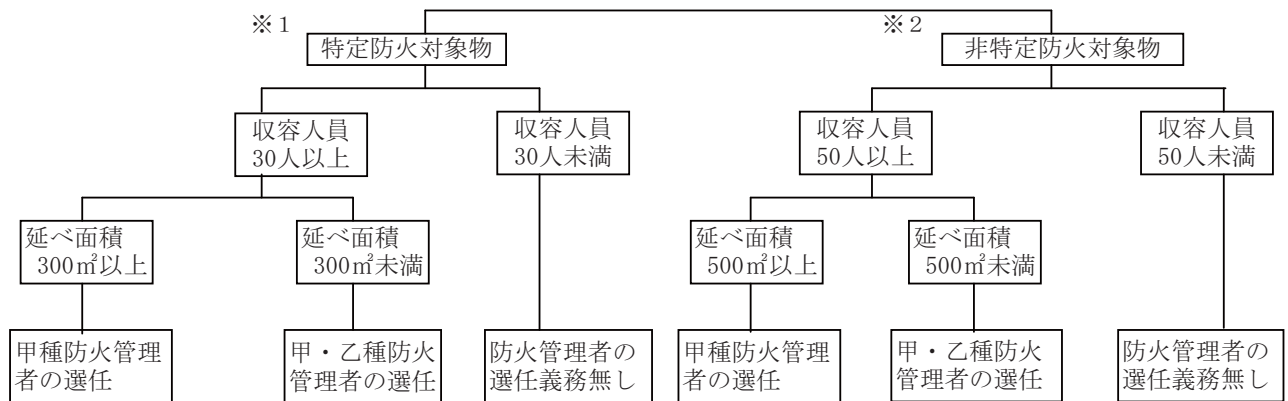 ※1
特定防火対象物
※2
非特定防火対象物
収容人員
30人以上
収容人員
30人未満
収容人員
50人以上
収容人員
50人未満
延べ面積
300㎡以上
延べ面積
300㎡未満
延べ面積
500㎡以上
延べ面積
500㎡未満
甲種防火管理
者の選任
甲・乙種防火
管理者の選任
防火管理者の
選任義務無し
甲種防火管理
者の選任
甲・乙種防火
管理者の選任
防火管理者の
選任義務無し